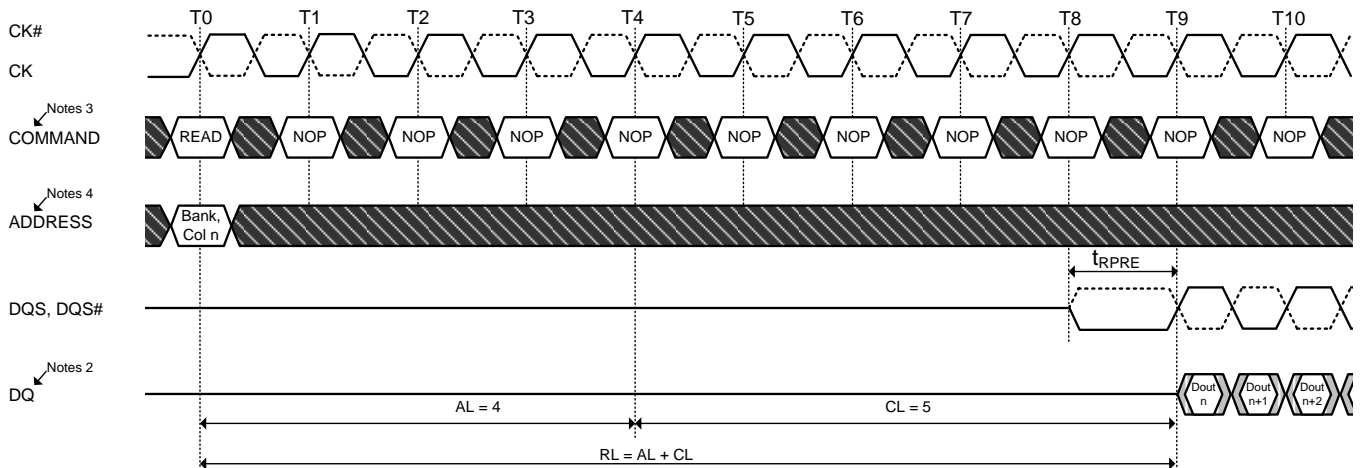 T0 T1 T2 T3 T4 T5 T6 T7 T8 T9 T10
CK#
CK
Notes 3
COMMAND
READ NOP NOP NOP NOP NOP NOP NOP NOP NOP NOP
Notes 4
ADDRESS
Bank,
Col n
tRPRE
DQS, DQS#
Notes 2
DQ
Dout
n
Dout
n+1
Dout
n+2
AL = 4
CL = 5
RL = AL + CL